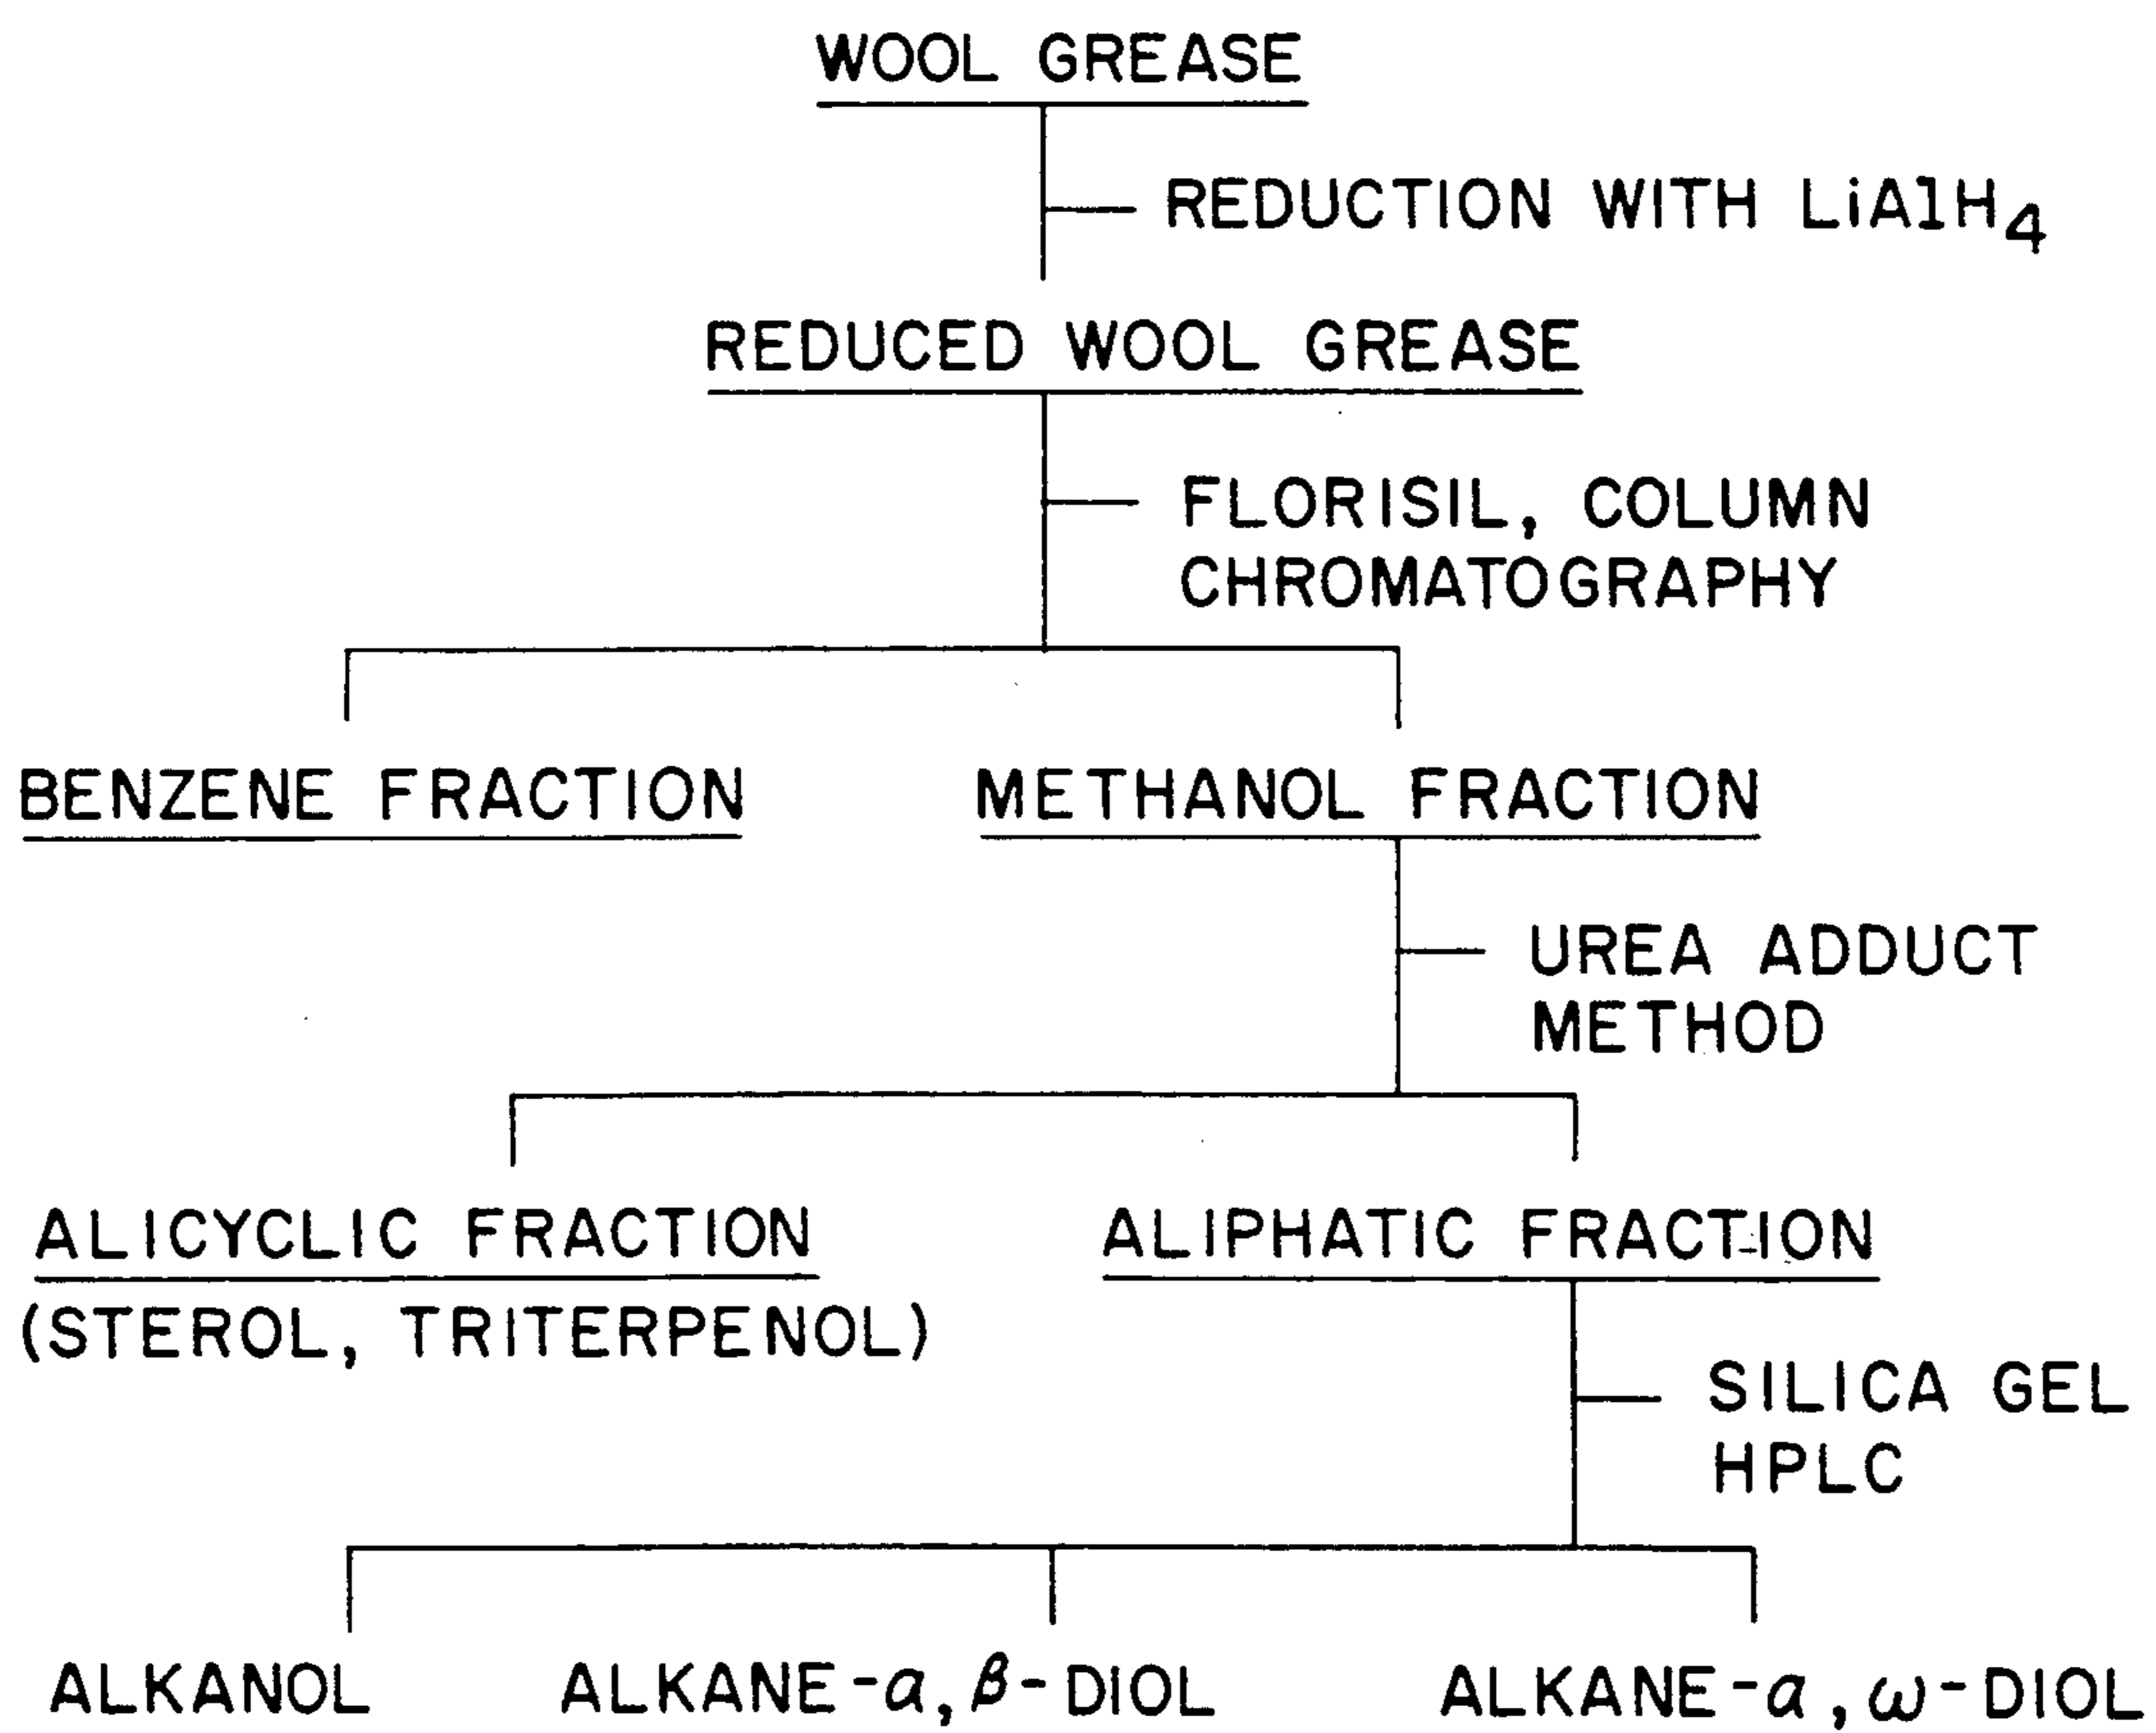 WOOL GREASE
REDUCTION WITH LiAlH4
REDUCED WOOL GREASE
FLORISIL, COLUMN
CHROMATOGRAPHY
BENZENE FRACTION
METHANOL FRACTION
UREA ADDUCT
METHOD
ALICYCLIC FRACTION
(STEROL, TRITERPENOL)
ALIPHATIC FRACTION
SILICA GEL
HPLC
ALKANOL
ALKANE-α,β-DIOL
ALKANE-α,ω-DIOL